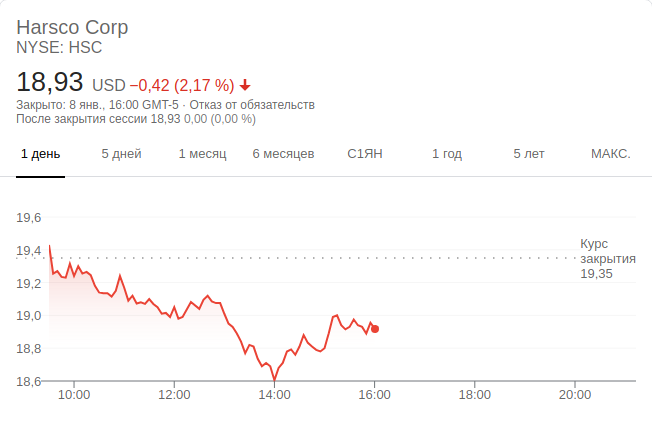 Harsco Corp
NYSE: HSC
18,93 USD −0,42 (2,17 %)
Закрыто: 8 янв., 16:00 GMT-5 · Отказ от обязательств
После закрытия сессии 18,93 0,00 (0,00 %)
1 день 5 дней 1 месяц 6 месяцев С1ЯН 1 год 5 лет МАКС.
19,6
19,4
Курс
закрытия
19,35
19,2
19,0
18,8
18,6
10:00 12:00 14:00 16:00 18:00 20:00